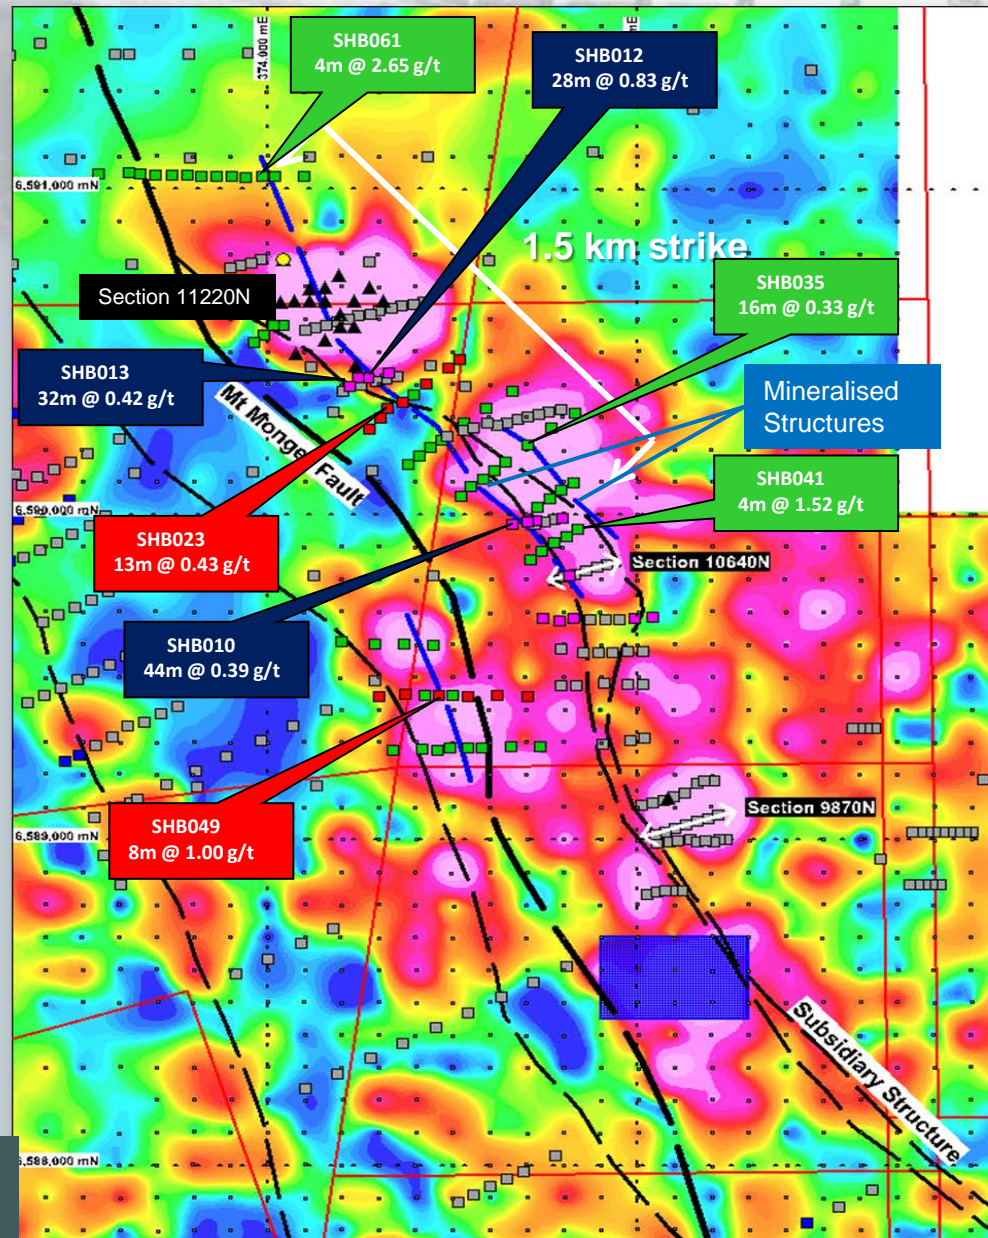 374,000 mE
mE
SHB061
4m @ 2.65 g/t
SHB012
28m @ 0.83 g/t
6,591,000 mN
1.5 km strike
SHB035
16m @ 0.33 g/t
Section 11220N
SHB013
32m @ 0.42 g/t
Mineralised
Structures
Mt Monger Fault
SHB041
4m @ 1.52 g/t
6,590,000 mN
SHB023
13m @ 0.43 g/t
Section 10640N
SHB010
44m @ 0.39 g/t
Section 9870N
SHB049
8m @ 1.00 g/t
6,589,000 mN
Subsidiary Structure
6,588,000 mN